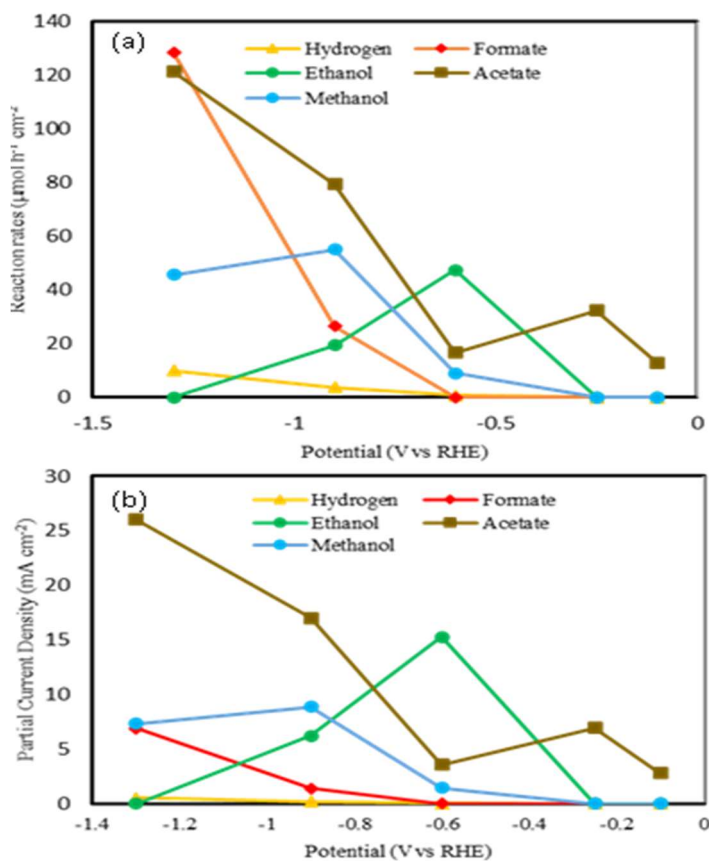 (a)
Hydrogen
Formate
Ethanol
Acetate
Methanol
Reaction rates (µmol h⁻¹ cm⁻²)
140
120
100
80
60
40
20
0
-1.5 -1 -0.5 0
Potential (V vs RHE)
(b)
Hydrogen
Formate
Ethanol
Acetate
Methanol
Partial Current Density (mA cm⁻²)
30
25
20
15
10
5
0
-1.4 -1.2 -1 -0.8 -0.6 -0.4 -0.2 0
Potential (V vs RHE)